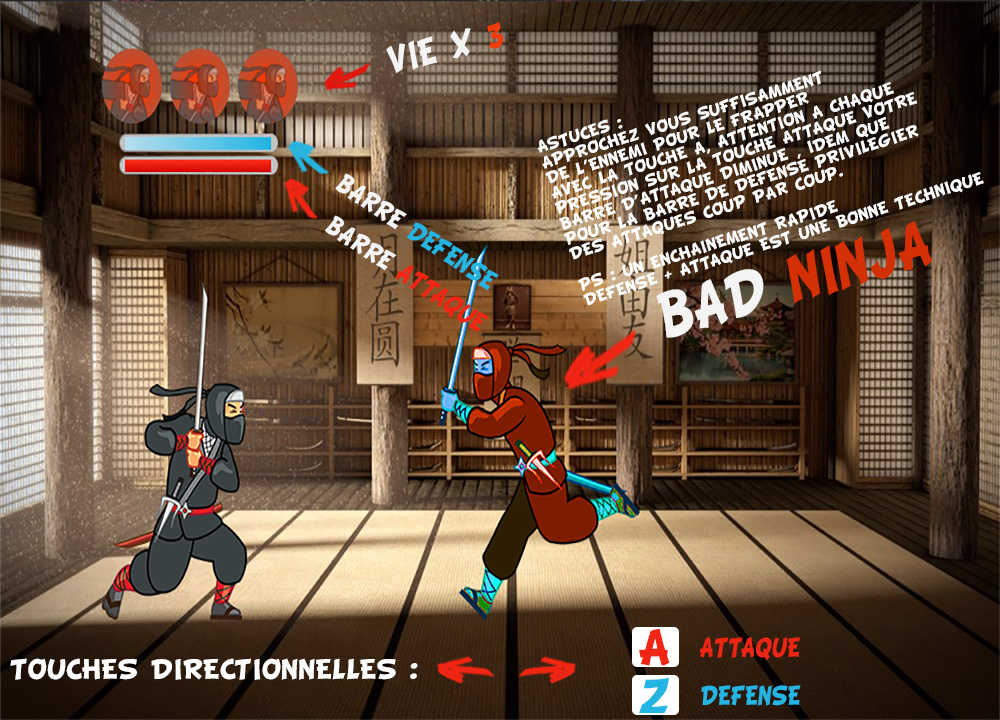 VIE X 3
ASTUCES :
APPROCHEZ VOUS SUFFISAMMENT
DE L'ENNEMI POUR LE FRAPPER
AVEC LA TOUCHE A, ATTENTION A CHAQUE
PRESSION SUR LA TOUCHE ATTAQUE VOTRE
BARRE D'ATTAQUE DIMINUE, IDEM QUE
POUR LA BARRE DE DEFENSE PRIVILEGIER
DES ATTAQUES COUP PAR COUP.
PS : UN ENCHAINEMENT RAPIDE
DEFENSE + ATTAQUE EST UNE BONNE TECHNIQUE
BARRE DEFENSE
BARRE ATTAQUE
BAD NINJA
在
圆
友
TOUCHES DIRECTIONNELLES :
A ATTAQUE
Z DEFENSE